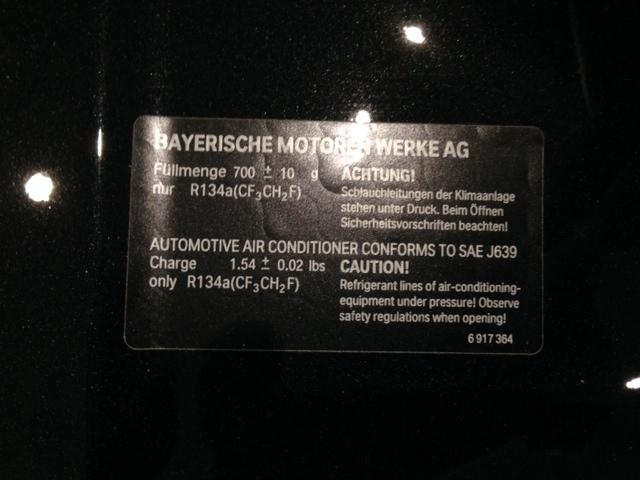 BAYERISCHE MOTOREN WERKE AG
Füllmenge 700 ± 10 g
nur R134a(CF₃CH₂F)
ACHTUNG!
Schlauchleitungen der Klimaanlage
stehen unter Druck. Beim Öffnen
Sicherheitsvorschriften beachten!
AUTOMOTIVE AIR CONDITIONER CONFORMS TO SAE J639
Charge 1.54 ± 0.02 lbs
only R134a(CF₃CH₂F)
CAUTION!
Refrigerant lines of air-conditioning-
equipment under pressure! Observe
safety regulations when opening!
6 917 364